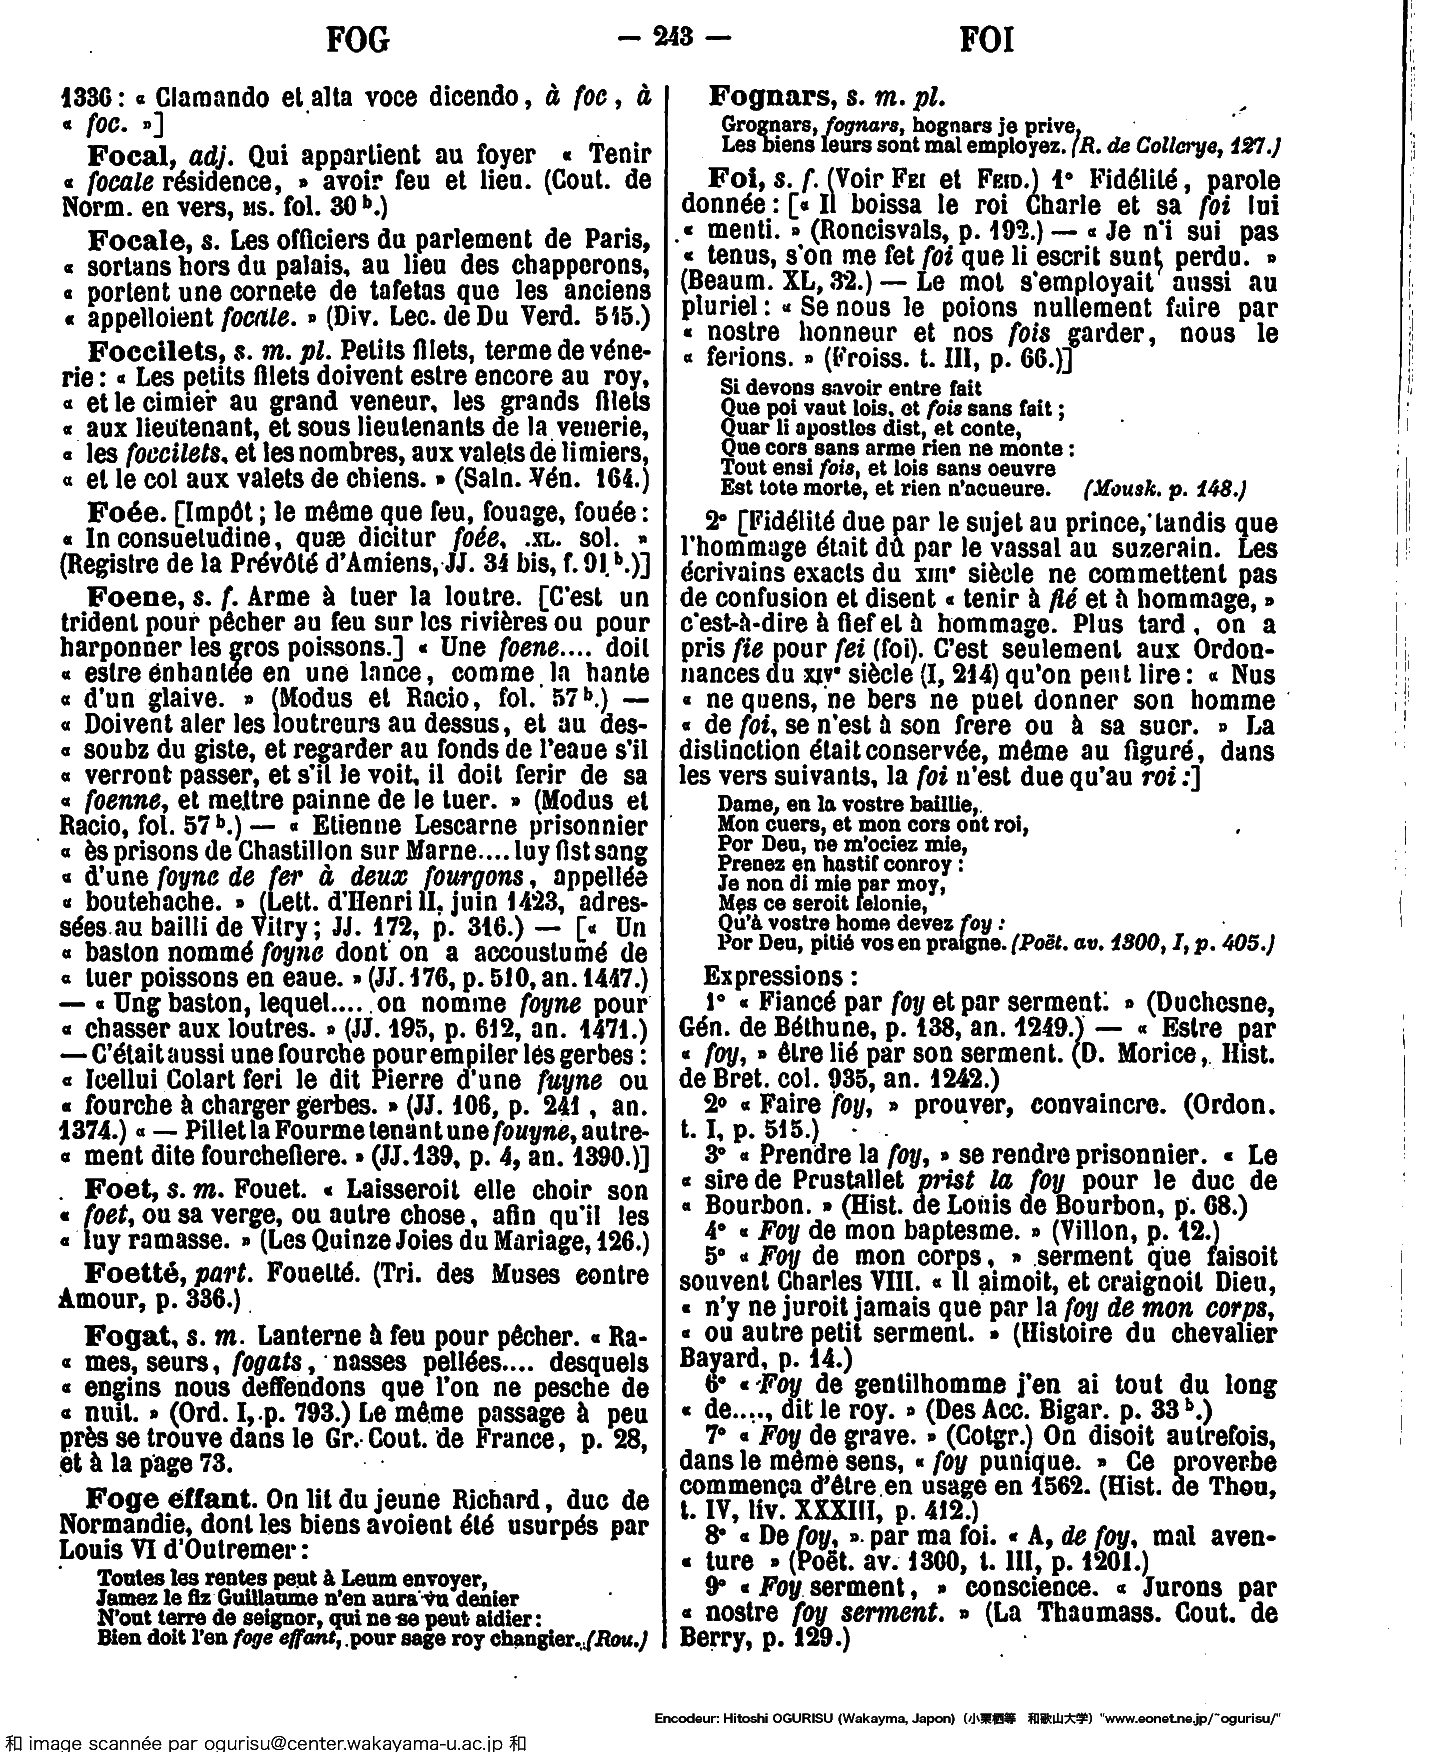 FOG — 243 — FOI
1336 : « Clamando et alta voce dicendo, à foc, à
« foc. »]
Focal, adj. Qui appartient au foyer « Tenir
« focale résidence, » avoir feu et lieu. (Cout. de
Norm. en vers, MS. fol. 30 b.)
Focale, s. Les officiers du parlement de Paris,
« sortans hors du palais, au lieu des chapperons,
« portent une cornete de tafetas que les anciens
« appelloient focale. » (Div. Lec. de Du Verd. 515.)
Foccilets, s. m. pl. Petits filets, terme de véne-
rie : « Les petits filets doivent estre encore au roy,
« et le cimier au grand veneur, les grands filets
« aux lieutenant, et sous lieutenants de la venerie,
« les foccilets, et les nombres, aux valets de limiers,
« et le col aux valets de chiens. » (Saln. Vén. 164.)
Foée. [Impôt ; le même que feu, fouage, fouée :
« In consuetudine, quæ dicitur foée, .XL. sol. »
(Registre de la Prévôté d'Amiens, JJ. 34 bis, f. 91 b.)]
Foene, s. f. Arme à tuer la loutre. [C'est un
trident pour pêcher au feu sur les rivières ou pour
harponner les gros poissons.] « Une foene.... doit
« estre enhantée en une lance, comme la hante
« d'un glaive. » (Modus et Racio, fol. 57 b.) —
« Doivent aler les loutreurs au dessus, et au des-
« soubz du giste, et regarder au fonds de l'eaue s'il
« verront passer, et s'il le voit, il doit ferir de sa
« foenne, et mettre painne de le tuer. » (Modus et
Racio, fol. 57 b.) — « Etienne Lescarne prisonnier
« ès prisons de Chastillon sur Marne.... luy fist sang
« d'une foyne de fer à deux fourgons, appellée
« boutehache. » (Lett. d'Henri II, juin 1423, adres-
sées au bailli de Vitry ; JJ. 172, p. 316.) — [« Un
« baston nommé foyne dont on a accoustumé de
« tuer poissons en eaue. » (JJ. 176, p. 510, an. 1447.)
— « Ung baston, lequel.... on nomme foyne pour
« chasser aux loutres. » (JJ. 195, p. 612, an. 1471.)
— C'était aussi une fourche pour empiler les gerbes :
« Icellui Colart feri le dit Pierre d'une fuyne ou
« fourche à charger gerbes. » (JJ. 106, p. 241, an.
1374.) « — Pillet la Fourme tenant une fouyne, autre-
« ment dite fourchefiere. » (JJ. 139, p. 4, an. 1390.)]
Foet, s. m. Fouet. « Laisseroit elle choir son
« foet, ou sa verge, ou autre chose, afin qu'il les
« luy ramasse. » (Les Quinze Joies du Mariage, 126.)
Foetté, part. Fouetté. (Tri. des Muses contre
Amour, p. 336.)
Fogat, s. m. Lanterne à feu pour pêcher. « Ra-
« mes, seurs, fogats, nasses pellées.... desquels
« engins nous deffendons que l'on ne pesche de
« nuit. » (Ord. I, p. 793.) Le même passage à peu
près se trouve dans le Gr. Cout. de France, p. 28,
et à la page 73.
Foge effant. On lit du jeune Richard, duc de
Normandie, dont les biens avoient été usurpés par
Louis VI d'Outremer :
Toutes les rentes peut à Leum envoyer,
Jamez le fiz Guillaume n'en aura vu denier
N'ont terre de seignor, qui ne se peut aidier :
Bien doit l'en foge effant, pour sage roy changier. (Rou.)
Fognars, s. m. pl.
Grognars, fognars, hognars je prive,
Les biens leurs sont mal employez. (R. de Collerye, 127.)
Foi, s. f. (Voir FEI et FEID.) 1° Fidélité, parole
donnée : [« Il boissa le roi Charle et sa foi lui
« menti. » (Roncisvals, p. 192.) — « Je n'i sui pas
« tenus, s'on me fet foi que li escrit sunt perdu. »
(Beaum. XL, 32.) — Le mot s'employait aussi au
pluriel : « Se nous le poions nullement faire par
« nostre honneur et nos fois garder, nous le
« ferions. » (Froiss. t. III, p. 66.)]
Si devons savoir entre fait
Que poi vaut lois, et fois sans fait ;
Quar li apostles dist, et conte,
Que cors sans arme rien ne monte :
Tout ensi fois, et lois sans oeuvre
Est tote morte, et rien n'acueure. (Mousk. p. 148.)
2° [Fidélité due par le sujet au prince, tandis que
l'hommage était dû par le vassal au suzerain. Les
écrivains exacts du XIIIe siècle ne commettent pas
de confusion et disent « tenir à fié et à hommage, »
c'est-à-dire à fief et à hommage. Plus tard, on a
pris fie pour fei (foi). C'est seulement aux Ordon-
nances du XIVe siècle (I, 214) qu'on peut lire : « Nus
« ne quens, ne bers ne puet donner son homme
« de foi, se n'est à son frere ou à sa suer. » La
distinction était conservée, même au figuré, dans
les vers suivants, la foi n'est due qu'au roi :]
Dame, en la vostre baillie,
Mon cuers, et mon cors ont roi,
Por Deu, ne m'ociez mie,
Prenez en hastif conroy :
Je non di mie par moy,
Mes ce seroit felonie,
Qu'à vostre home devez foy :
Por Deu, pitié vos en praigne. (Poët. av. 1300, I, p. 405.)
Expressions :
1° « Fiancé par foy et par serment. » (Duchesne,
Gén. de Béthune, p. 138, an. 1249.) — « Estre par
« foy, » être lié par son serment. (D. Morice, Hist.
de Bret. col. 935, an. 1242.)
2° « Faire foy, » prouver, convaincre. (Ordon.
t. I, p. 515.)
3° « Prendre la foy, » se rendre prisonnier. « Le
« sire de Prustallet prist la foy pour le duc de
« Bourbon. » (Hist. de Louis de Bourbon, p. 68.)
4° « Foy de mon baptesme. » (Villon, p. 12.)
5° « Foy de mon corps, » serment que faisoit
souvent Charles VIII. « Il aimoit, et craignoit Dieu,
« n'y ne juroit jamais que par la foy de mon corps,
« ou autre petit serment. » (Histoire du chevalier
Bayard, p. 14.)
6° « Foy de gentilhomme j'en ai tout du long
« de...., dit le roy. » (Des Acc. Bigar. p. 33 b.)
7° « Foy de grave. » (Cotgr.) On disoit autrefois,
dans le même sens, « foy punique. » Ce proverbe
commença d'être en usage en 1562. (Hist. de Thou,
t. IV, liv. XXXIII, p. 412.)
8° « De foy, » par ma foi. « A, de foy, mal aven-
« ture » (Poët. av. 1300, t. III, p. 1201.)
9° « Foy serment, » conscience. « Jurons par
« nostre foy serment. » (La Thaumass. Cout. de
Berry, p. 129.)
Encodeur: Hitoshi OGURISU (Wakayma, Japon) (小栗栖等 和歌山大学) "www.eonet.ne.jp/~ogurisu/"
和 image scannée par ogurisu@center.wakayama-u.ac.jp 和